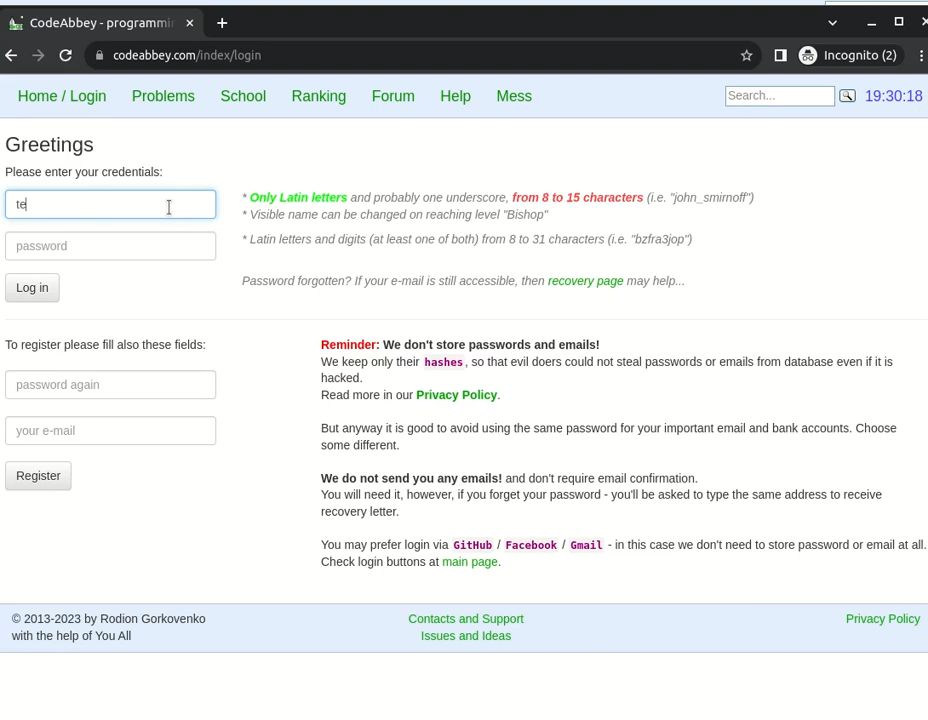 CodeAbbey - programmin
codeabbey.com/index/login
Incognito (2)
Home / Login Problems School Ranking Forum Help Mess Search... 19:30:18
Greetings
Please enter your credentials:
te
* Only Latin letters and probably one underscore, from 8 to 15 characters (i.e. "john_smirnoff")
* Visible name can be changed on reaching level "Bishop"
password
* Latin letters and digits (at least one of both) from 8 to 31 characters (i.e. "bzfra3jop")
Log in
Password forgotten? If your e-mail is still accessible, then recovery page may help...
To register please fill also these fields:
password again
your e-mail
Register
Reminder: We don't store passwords and emails!
We keep only their hashes, so that evil doers could not steal passwords or emails from database even if it is
hacked.
Read more in our Privacy Policy.
But anyway it is good to avoid using the same password for your important email and bank accounts. Choose
some different.
We do not send you any emails! and don't require email confirmation.
You will need it, however, if you forget your password - you'll be asked to type the same address to receive
recovery letter.
You may prefer login via GitHub / Facebook / Gmail - in this case we don't need to store password or email at all.
Check login buttons at main page.
© 2013-2023 by Rodion Gorkovenko
with the help of You All
Contacts and Support
Issues and Ideas
Privacy Policy